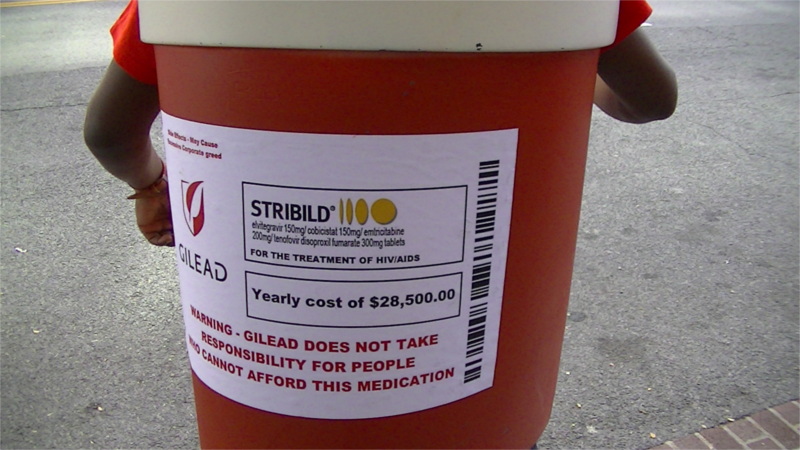 Side Effects - May Cause
Excessive Corporate greed
GILEAD
STRIBILD®
elvitegravir 150mg/ cobicistat 150mg/ emtricitabine
200mg/ tenofovir disoproxil fumarate 300mg tablets
FOR THE TREATMENT OF HIV/AIDS
Yearly cost of $28,500.00
WARNING - GILEAD DOES NOT TAKE
RESPONSIBILITY FOR PEOPLE
WHO CANNOT AFFORD THIS MEDICATION